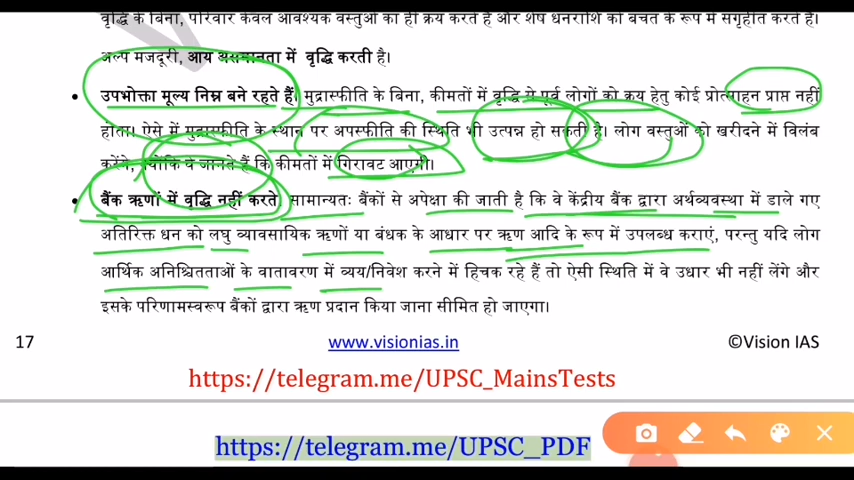 वृद्धि के बिना, परिवार केवल आवश्यक वस्तुओं का ही क्रय करते हैं और शेष धनराशि को बचत के रूप में संगृहीत करते हैं।
अल्प मजदूरी, आय असमानता में वृद्धि करती है।
• उपभोक्ता मूल्य निम्न बने रहते हैं। मुद्रास्फीति के बिना, कीमतों में वृद्धि से पूर्व लोगों को क्रय हेतु कोई प्रोत्साहन प्राप्त नहीं
होता। ऐसे में मुद्रास्फीति के स्थान पर अपस्फीति की स्थिति भी उत्पन्न हो सकती है। लोग वस्तुओं को खरीदने में विलंब
करेंगे, क्योंकि वे जानते हैं कि कीमतों में गिरावट आएगी।
• बैंक ऋणों में वृद्धि नहीं करते. सामान्यतः बैंकों से अपेक्षा की जाती है कि वे केंद्रीय बैंक द्वारा अर्थव्यवस्था में डाले गए
अतिरिक्त धन को लघु व्यावसायिक ऋणों या बंधक के आधार पर ऋण आदि के रूप में उपलब्ध कराएं, परन्तु यदि लोग
आर्थिक अनिश्चितताओं के वातावरण में व्यय/निवेश करने में हिचक रहे हैं तो ऐसी स्थिति में वे उधार भी नहीं लेंगे और
इसके परिणामस्वरूप बैंकों द्वारा ऋण प्रदान किया जाना सीमित हो जाएगा।
17 www.visionias.in ©Vision IAS
https://telegram.me/UPSC_MainsTests
https://telegram.me/UPSC_PDF